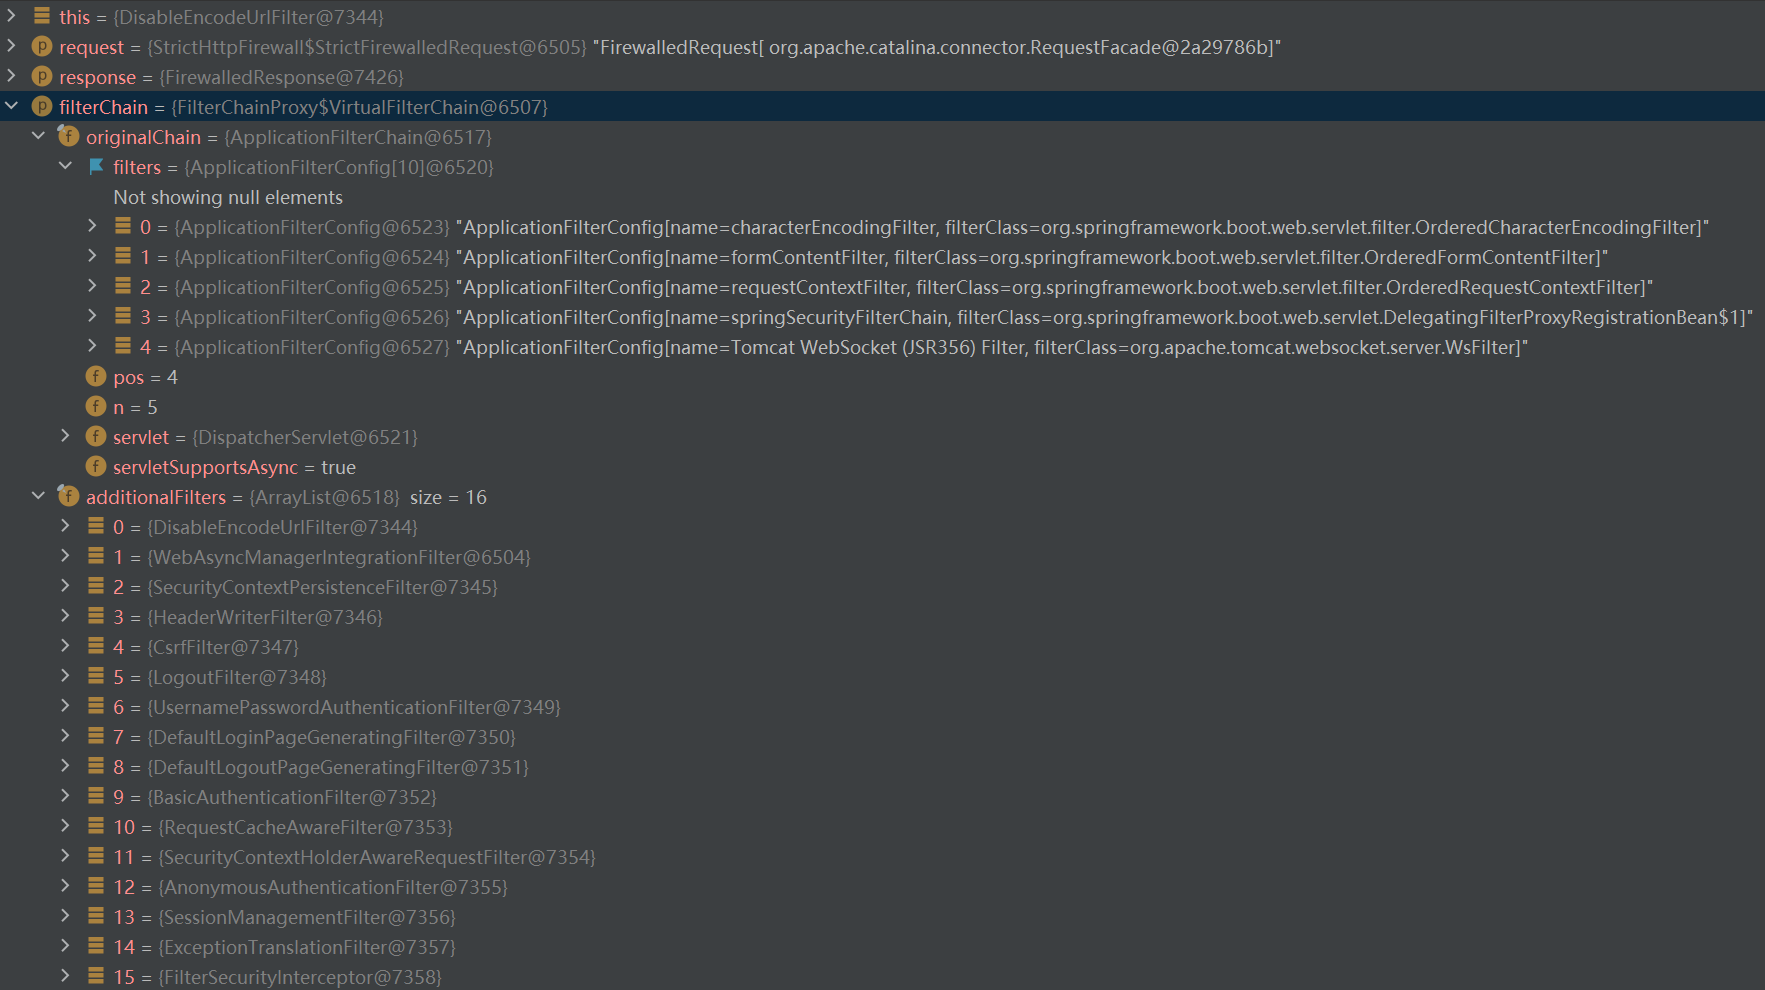 this = {DisableEncodeUrlFilter@7344}
p request = {StrictHttpFirewall$StrictFirewalledRequest@6505} "FirewalledRequest[ org.apache.catalina.connector.RequestFacade@2a29786b]"
p response = {FirewalledResponse@7426}
p filterChain = {FilterChainProxy$VirtualFilterChain@6507}
f originalChain = {ApplicationFilterChain@6517}
filters = {ApplicationFilterConfig[10]@6520}
Not showing null elements
0 = {ApplicationFilterConfig@6523} "ApplicationFilterConfig[name=characterEncodingFilter, filterClass=org.springframework.boot.web.servlet.filter.OrderedCharacterEncodingFilter]"
1 = {ApplicationFilterConfig@6524} "ApplicationFilterConfig[name=formContentFilter, filterClass=org.springframework.boot.web.servlet.filter.OrderedFormContentFilter]"
2 = {ApplicationFilterConfig@6525} "ApplicationFilterConfig[name=requestContextFilter, filterClass=org.springframework.boot.web.servlet.filter.OrderedRequestContextFilter]"
3 = {ApplicationFilterConfig@6526} "ApplicationFilterConfig[name=springSecurityFilterChain, filterClass=org.springframework.boot.web.servlet.DelegatingFilterProxyRegistrationBean$1]"
4 = {ApplicationFilterConfig@6527} "ApplicationFilterConfig[name=Tomcat WebSocket (JSR356) Filter, filterClass=org.apache.tomcat.websocket.server.WsFilter]"
f pos = 4
f n = 5
f servlet = {DispatcherServlet@6521}
f servletSupportsAsync = true
f additionalFilters = {ArrayList@6518} size = 16
0 = {DisableEncodeUrlFilter@7344}
1 = {WebAsyncManagerIntegrationFilter@6504}
2 = {SecurityContextPersistenceFilter@7345}
3 = {HeaderWriterFilter@7346}
4 = {CsrfFilter@7347}
5 = {LogoutFilter@7348}
6 = {UsernamePasswordAuthenticationFilter@7349}
7 = {DefaultLoginPageGeneratingFilter@7350}
8 = {DefaultLogoutPageGeneratingFilter@7351}
9 = {BasicAuthenticationFilter@7352}
10 = {RequestCacheAwareFilter@7353}
11 = {SecurityContextHolderAwareRequestFilter@7354}
12 = {AnonymousAuthenticationFilter@7355}
13 = {SessionManagementFilter@7356}
14 = {ExceptionTranslationFilter@7357}
15 = {FilterSecurityInterceptor@7358}